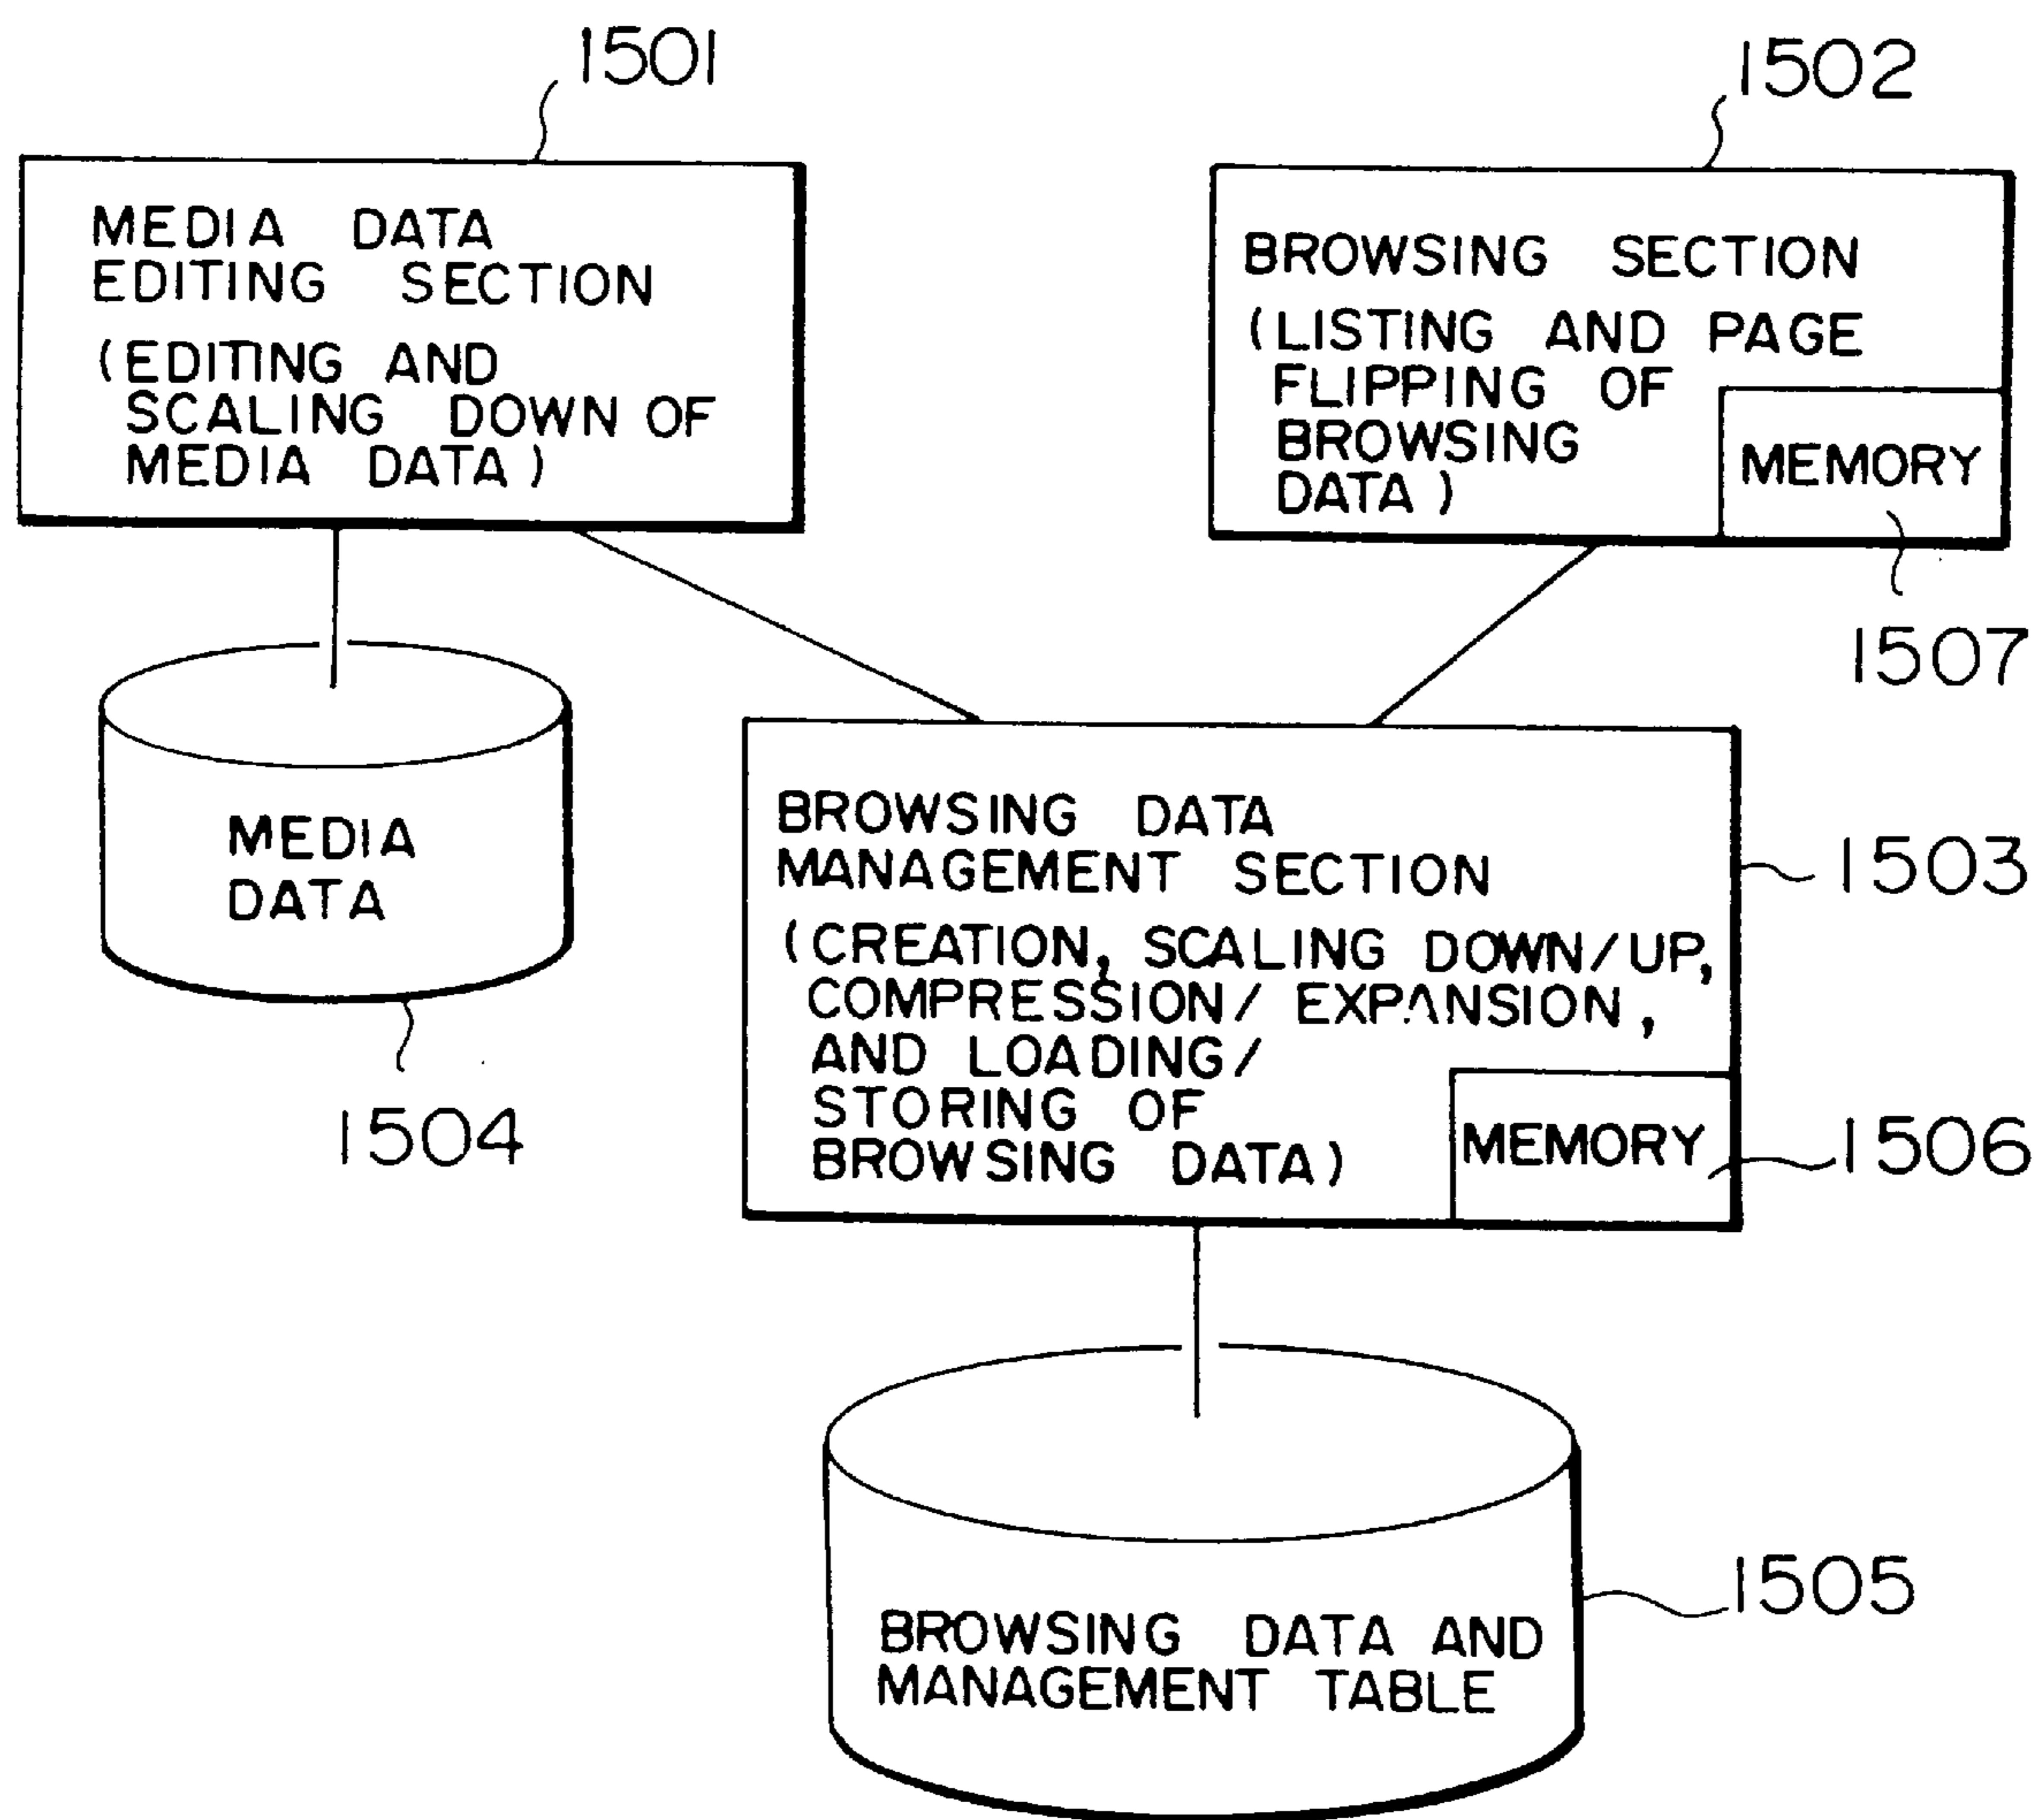 1501
1502
MEDIA DATA
EDITING SECTION
(EDITING AND
SCALING DOWN OF
MEDIA DATA)
BROWSING SECTION
(LISTING AND PAGE
FLIPPING OF
BROWSING
DATA)
MEMORY
1507
MEDIA
DATA
1504
BROWSING DATA
MANAGEMENT SECTION
(CREATION, SCALING DOWN/UP,
COMPRESSION/ EXPANSION,
AND LOADING/
STORING OF
BROWSING DATA)
MEMORY
1503
1506
BROWSING DATA AND
MANAGEMENT TABLE
1505